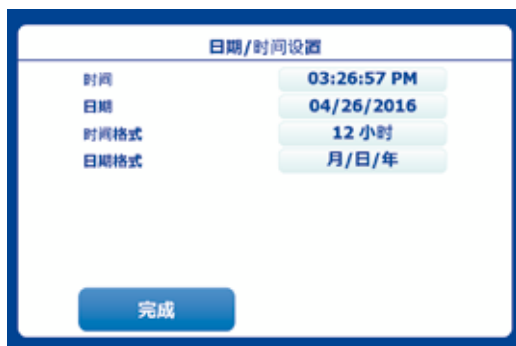 日期/时间设置
时间 03:26:57 PM
日期 04/26/2016
时间格式 12 小时
日期格式 月/日/年
完成